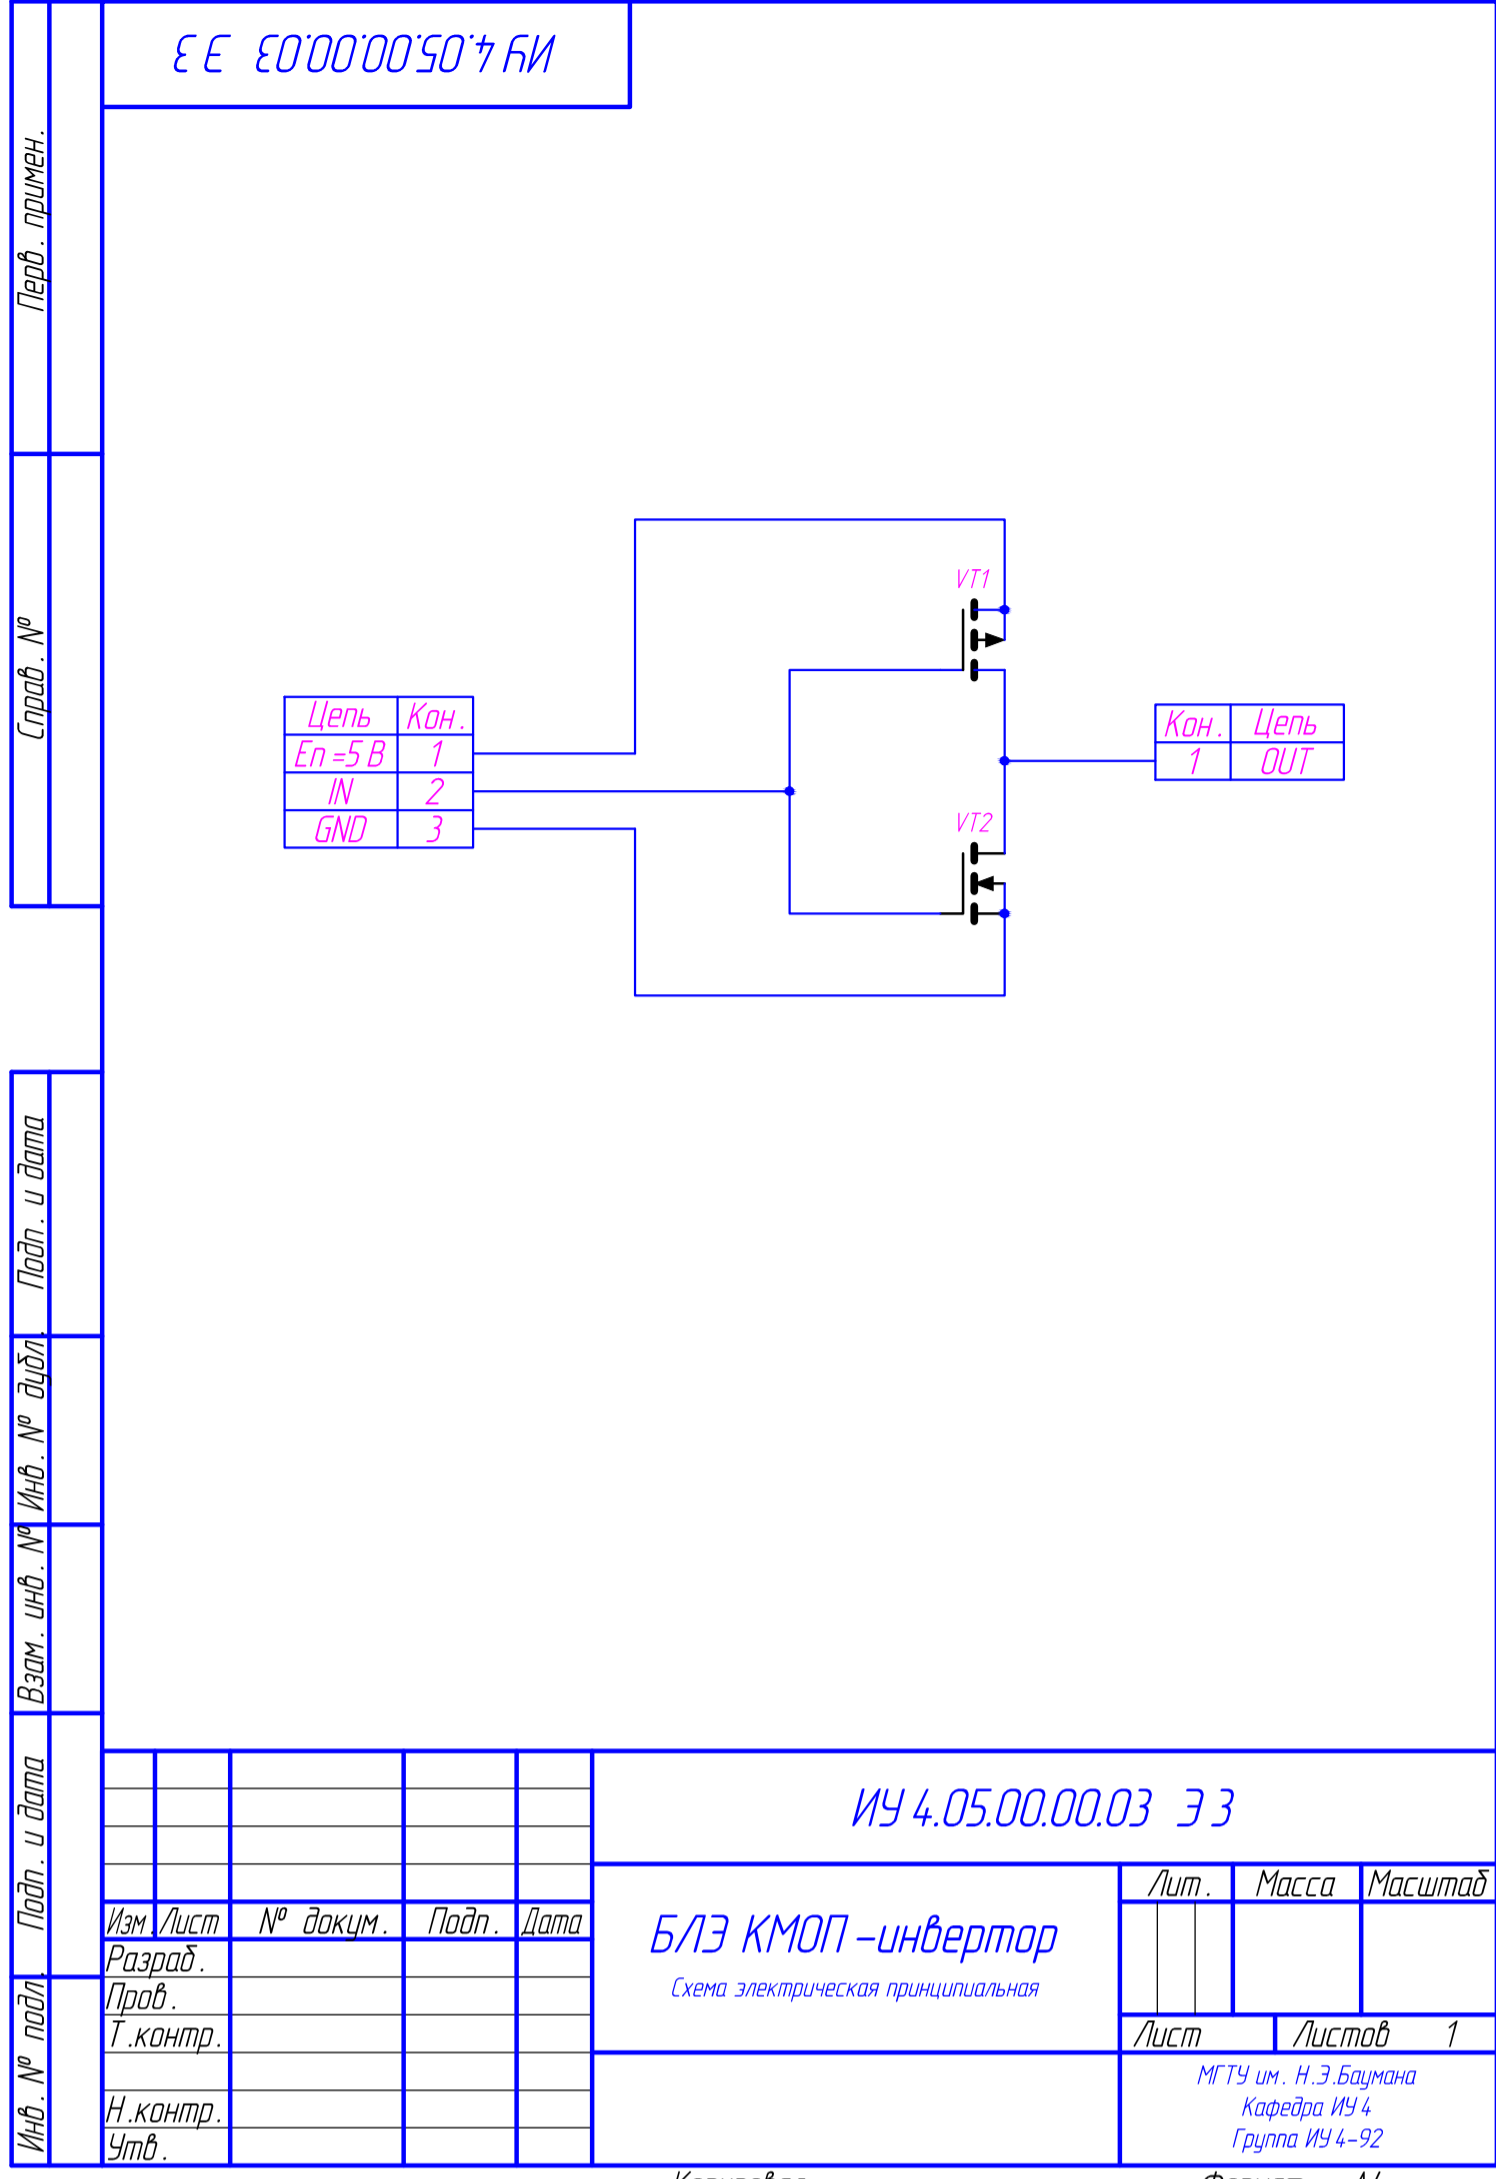 ИУ 4.05.00.00.03 Э 3
Перв. примен.
Справ. №
VT1
Цепь Кон.
Еп =5 В 1
IN 2
GND 3
Кон. Цепь
1 OUT
VT2
Подп. и дата
Инв. № дубл.
Взам. инв. №
Подп. и дата
Инв. № подл.
ИУ 4.05.00.00.03 Э 3
Изм. Лист № докум. Подп. Дата
Разраб.
Пров.
Т.контр.
Н.контр.
Утв.
БЛЭ КМОП -инвертор
Схема электрическая принципиальная
Лит. Масса Масштаб
Лист Листов 1
МГТУ им. Н.Э.Баумана
Кафедра ИУ 4
Группа ИУ 4-92